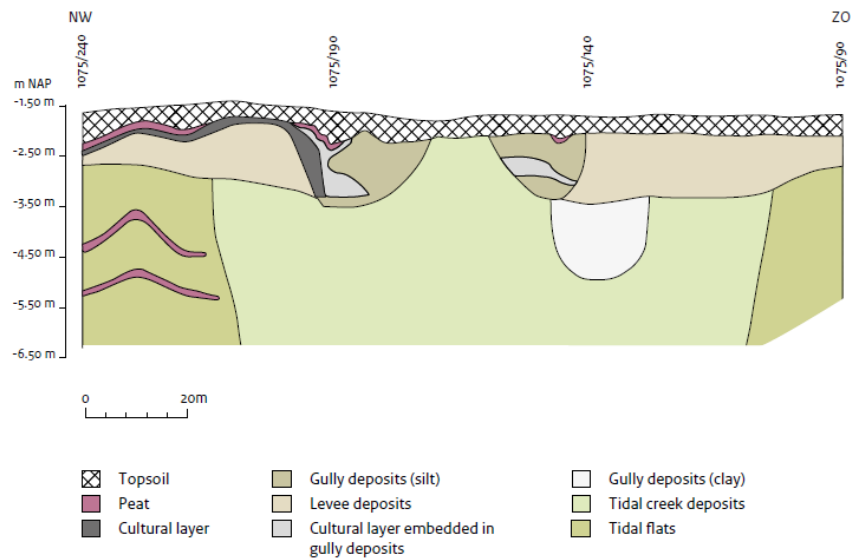 NW
ZO
1075/240
1075/190
1075/140
1075/90
m NAP
-1,50 m
-2,50 m
-3,50 m
-4,50 m
-5,50 m
-6,50 m
0
20m
Topsoil
Gully deposits (silt)
Gully deposits (clay)
Peat
Levee deposits
Tidal creek deposits
Cultural layer
Cultural layer embedded in
gully deposits
Tidal flats